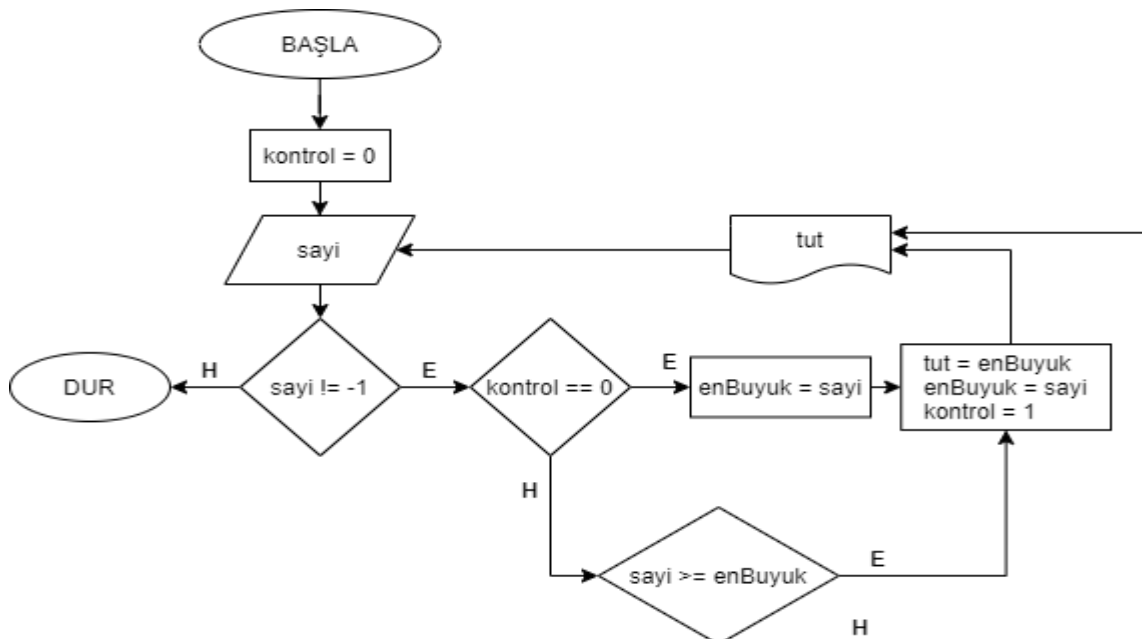 BAŞLA
kontrol = 0
sayi
tut
H
sayi != -1
E
kontrol == 0
E
enBuyuk = sayi
tut = enBuyuk
enBuyuk = sayi
kontrol = 1
DUR
H
sayi >= enBuyuk
E
H